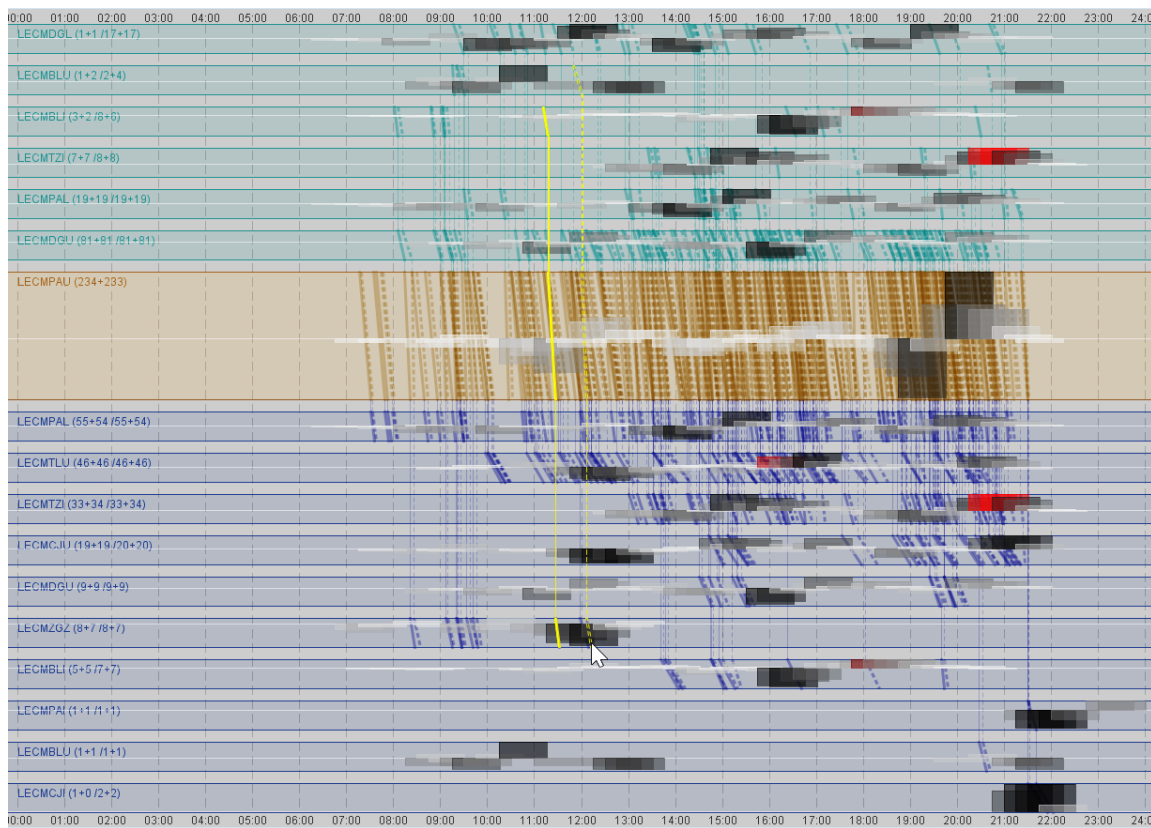 00:00 01:00 02:00 03:00 04:00 05:00 06:00 07:00 08:00 09:00 10:00 11:00 12:00 13:00 14:00 15:00 16:00 17:00 18:00 19:00 20:00 21:00 22:00 23:00 24:0
LECMDGL (1+1 /17+17)
LECMBLU (1+2 /2+4)
LECMBLI (3+2 /8+6)
LECMTZI (7+7 /8+8)
LECMPAL (19+19 /19+19)
LECMDGU (81+81 /81+81)
LECMPAU (234+233)
LECMPAL (55+54 /55+54)
LECMTLU (46+46 /46+46)
LECMTZI (33+34 /33+34)
LECMCJU (19+19 /20+20)
LECMDGU (9+9 /9+9)
LECMZGZ (8+7 /8+7)
LECMBLI (5+5 /7+7)
LECMPAI (1+1 /1+1)
LECMBLU (1+1 /1+1)
LECMCJI (1+0 /2+2)
00:00 01:00 02:00 03:00 04:00 05:00 06:00 07:00 08:00 09:00 10:00 11:00 12:00 13:00 14:00 15:00 16:00 17:00 18:00 19:00 20:00 21:00 22:00 23:00 24:0